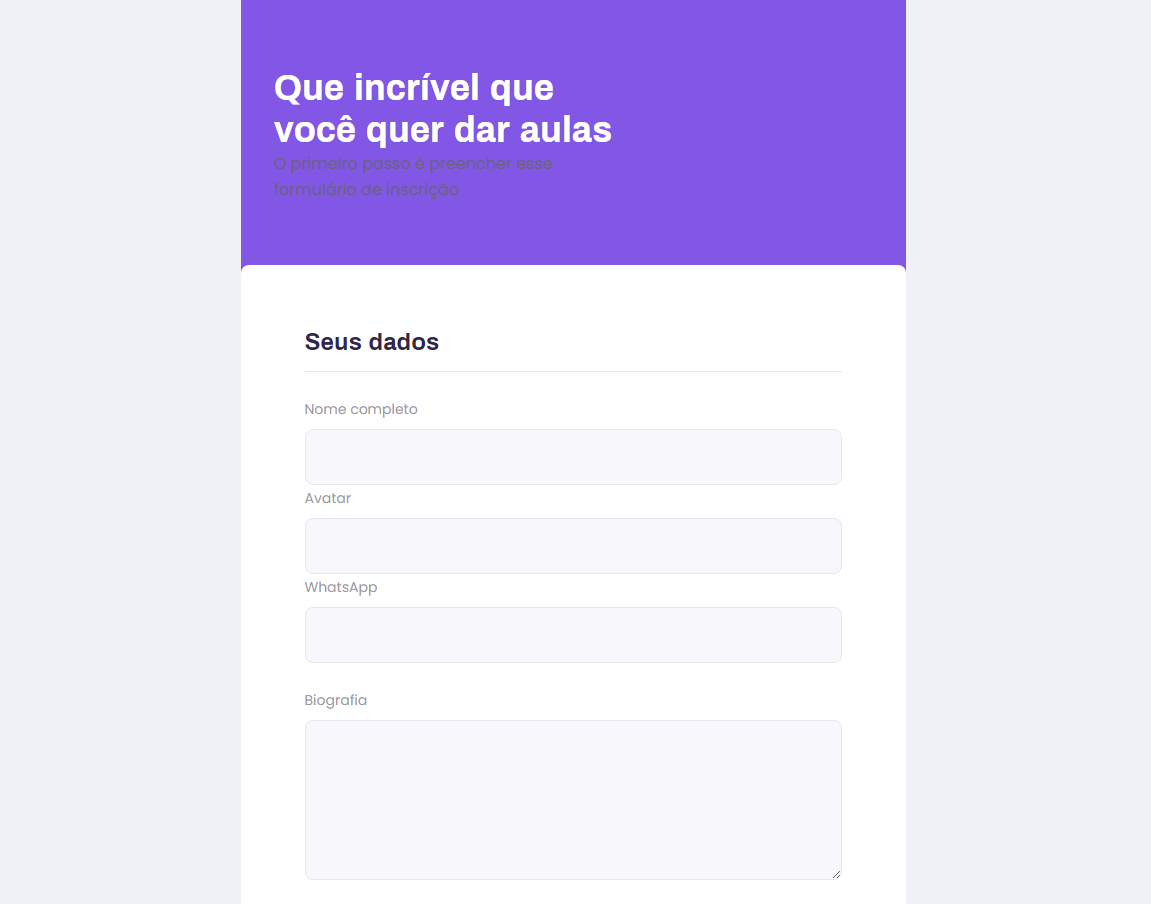 Que incrível que
você quer dar aulas
O primeiro passo é preencher esse
formulário de inscrição
Seus dados
Nome completo
Avatar
WhatsApp
Biografia